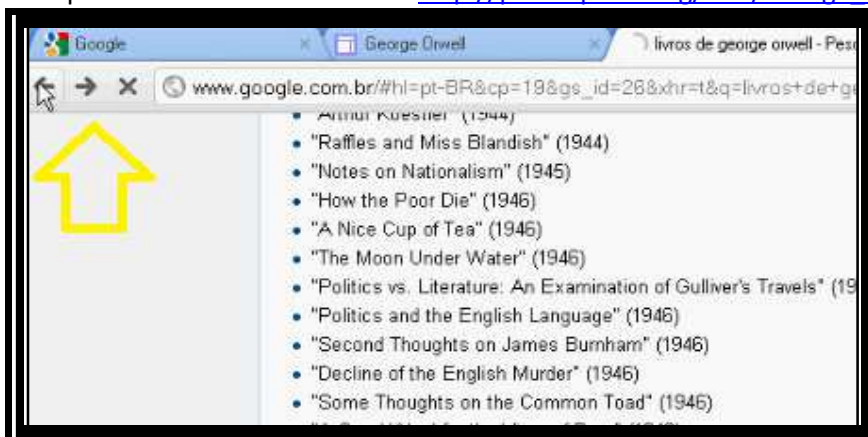 Google
George Orwell
livros de george orwell - Pesq
www.google.com.br/#hl=pt-BR&cp=19&gs_id=26&xhr=t&q=livros+de+ge
"Arthur Koestler" (1944)
"Raffles and Miss Blandish" (1944)
"Notes on Nationalism" (1945)
"How the Poor Die" (1946)
"A Nice Cup of Tea" (1946)
"The Moon Under Water" (1946)
"Politics vs. Literature: An Examination of Gulliver's Travels" (19
"Politics and the English Language" (1946)
"Second Thoughts on James Burnham" (1946)
"Decline of the English Murder" (1946)
"Some Thoughts on the Common Toad" (1946)